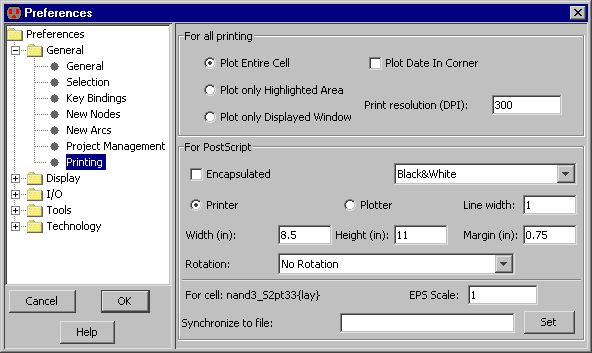 Preferences
Preferences
General
General
Selection
Key Bindings
New Nodes
New Arcs
Project Management
Printing
Display
I/O
Tools
Technology
Cancel
OK
Help
For all printing
Plot Entire Cell
Plot Date In Corner
Plot only Highlighted Area
Print resolution (DPI): 300
Plot only Displayed Window
For PostScript
Encapsulated
Black&White
Printer
Plotter
Line width: 1
Width (in): 8.5
Height (in): 11
Margin (in): 0.75
Rotation: No Rotation
For cell: nand3_S2pt33{lay}
EPS Scale: 1
Synchronize to file:
Set